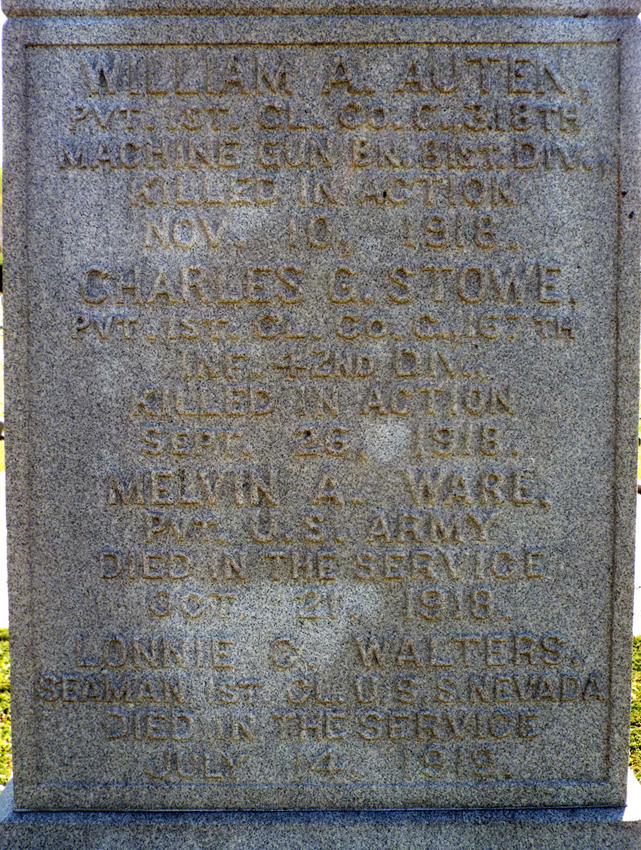 WILLIAM A. AUTEN,
PVT. 1ST. CL. CO. C., 318TH
MACHINE GUN BN. 81ST. DIV.,
KILLED IN ACTION
NOV. 10, 1918.
CHARLES G. STOWE,
PVT. 1ST. CL. CO. C., 167TH
INF. 42ND DIV.,
KILLED IN ACTION
SEPT. 26, 1918.
MELVIN A. WARE,
PVT. U.S. ARMY
DIED IN THE SERVICE
OCT. 21, 1918.
LONNIE C. WALTERS.
SEAMAN 1ST CL. U.S.S. NEVADA
DIED IN THE SERVICE
JULY 14, 1919.